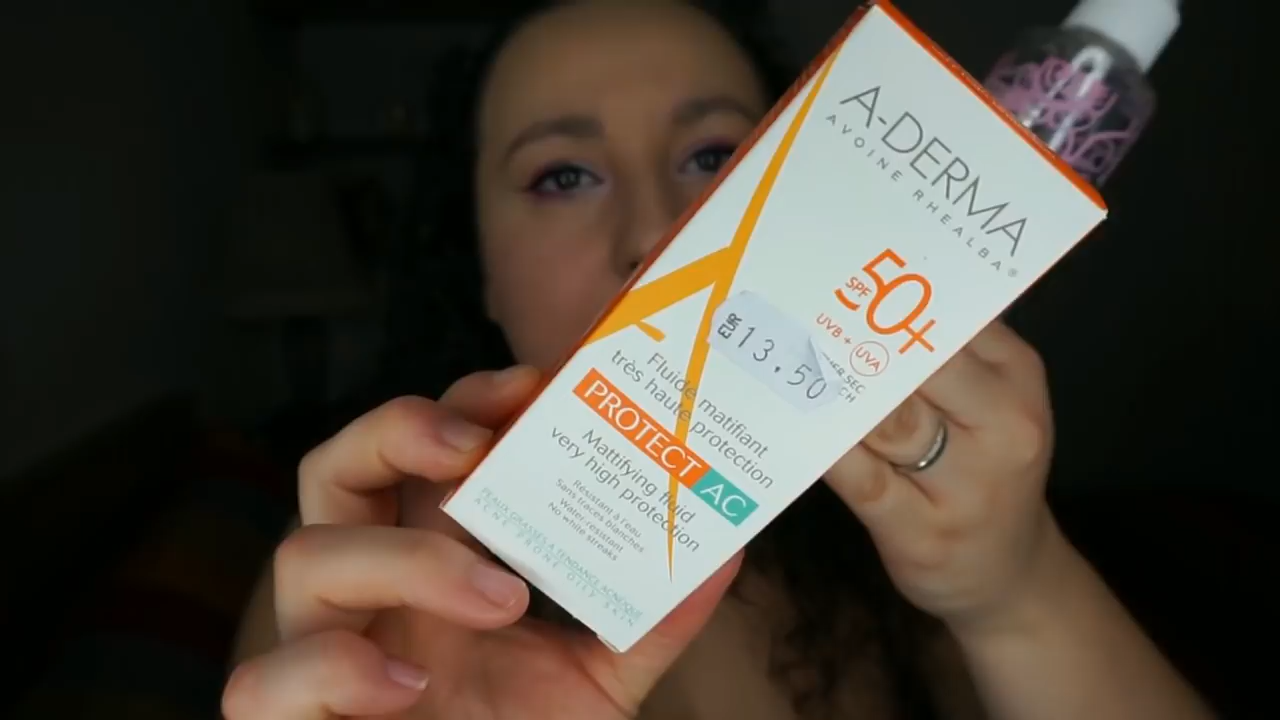 A-DERMA
AVOINE RHEALBA®
SPF 50+
UVB + UVA
EUR 13.50
SEC
CH
Fluide matifiant
très haute protection
PROTECT AC
Mattifying fluid
very high protection
Résistant à l'eau
Sans traces blanches
Water-resistant
No white streaks
PEAUX GRASSES À TENDANCE ACNÉIQUE
ACNE-PRONE OILY SKIN